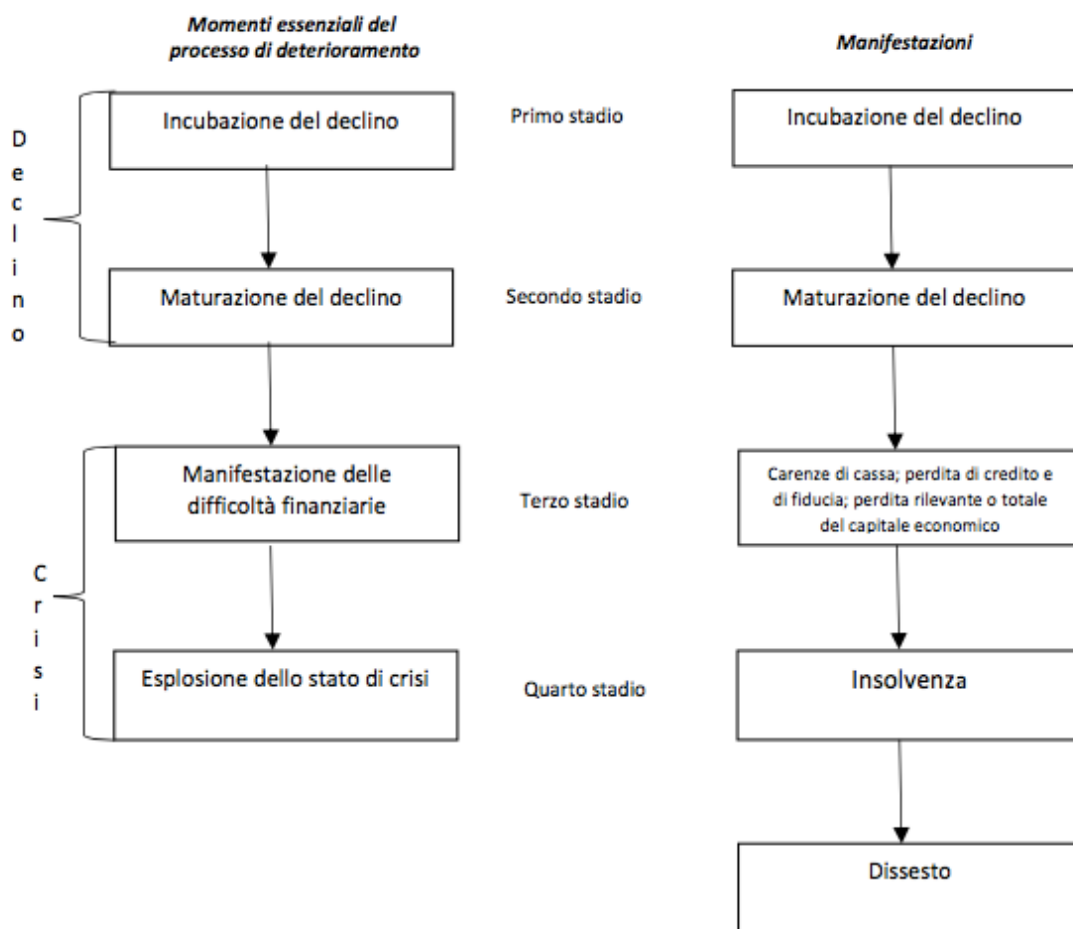 Momenti essenziali del
processo di deterioramento
Manifestazioni
Declino
Incubazione del declino
Primo stadio
Incubazione del declino
Maturazione del declino
Secondo stadio
Maturazione del declino
Crisi
Manifestazione delle
difficoltà finanziarie
Terzo stadio
Carenze di cassa; perdita di credito e
di fiducia; perdita rilevante o totale
del capitale economico
Esplosione dello stato di crisi
Quarto stadio
Insolvenza
Dissesto